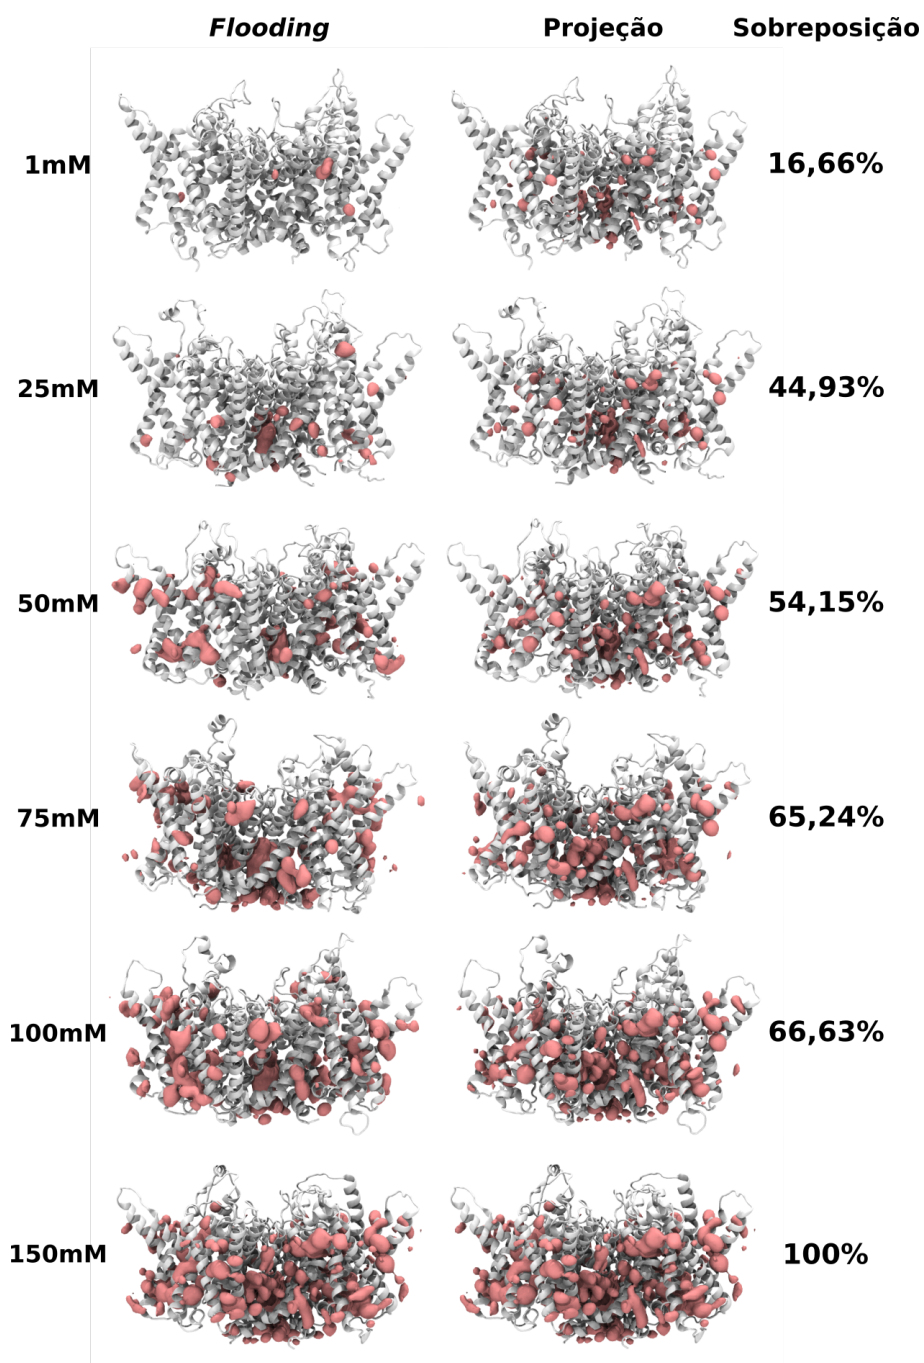 Flooding Projeção Sobreposição
1mM 16,66%
25mM 44,93%
50mM 54,15%
75mM 65,24%
100mM 66,63%
150mM 100%